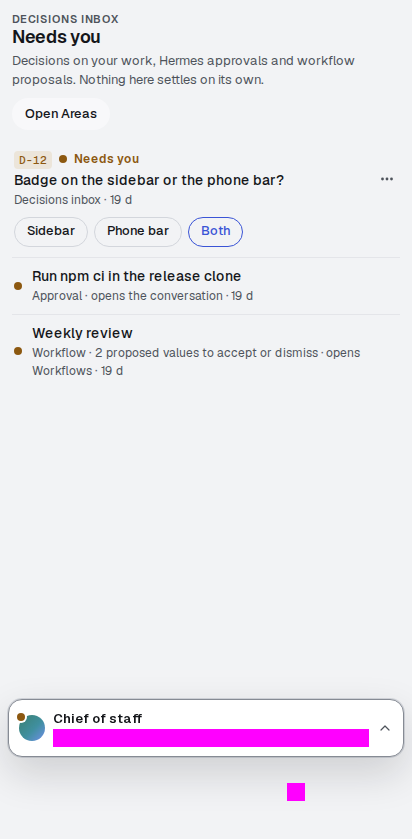 DECISIONS INBOX
Needs you
Decisions on your work, Hermes approvals and workflow
proposals. Nothing here settles on its own.
Open Areas
D-12 Needs you
Badge on the sidebar or the phone bar?
Decisions inbox · 19 d
Sidebar Phone bar Both
Run npm ci in the release clone
Approval · opens the conversation · 19 d
Weekly review
Workflow · 2 proposed values to accept or dismiss · opens
Workflows · 19 d
Chief of staff